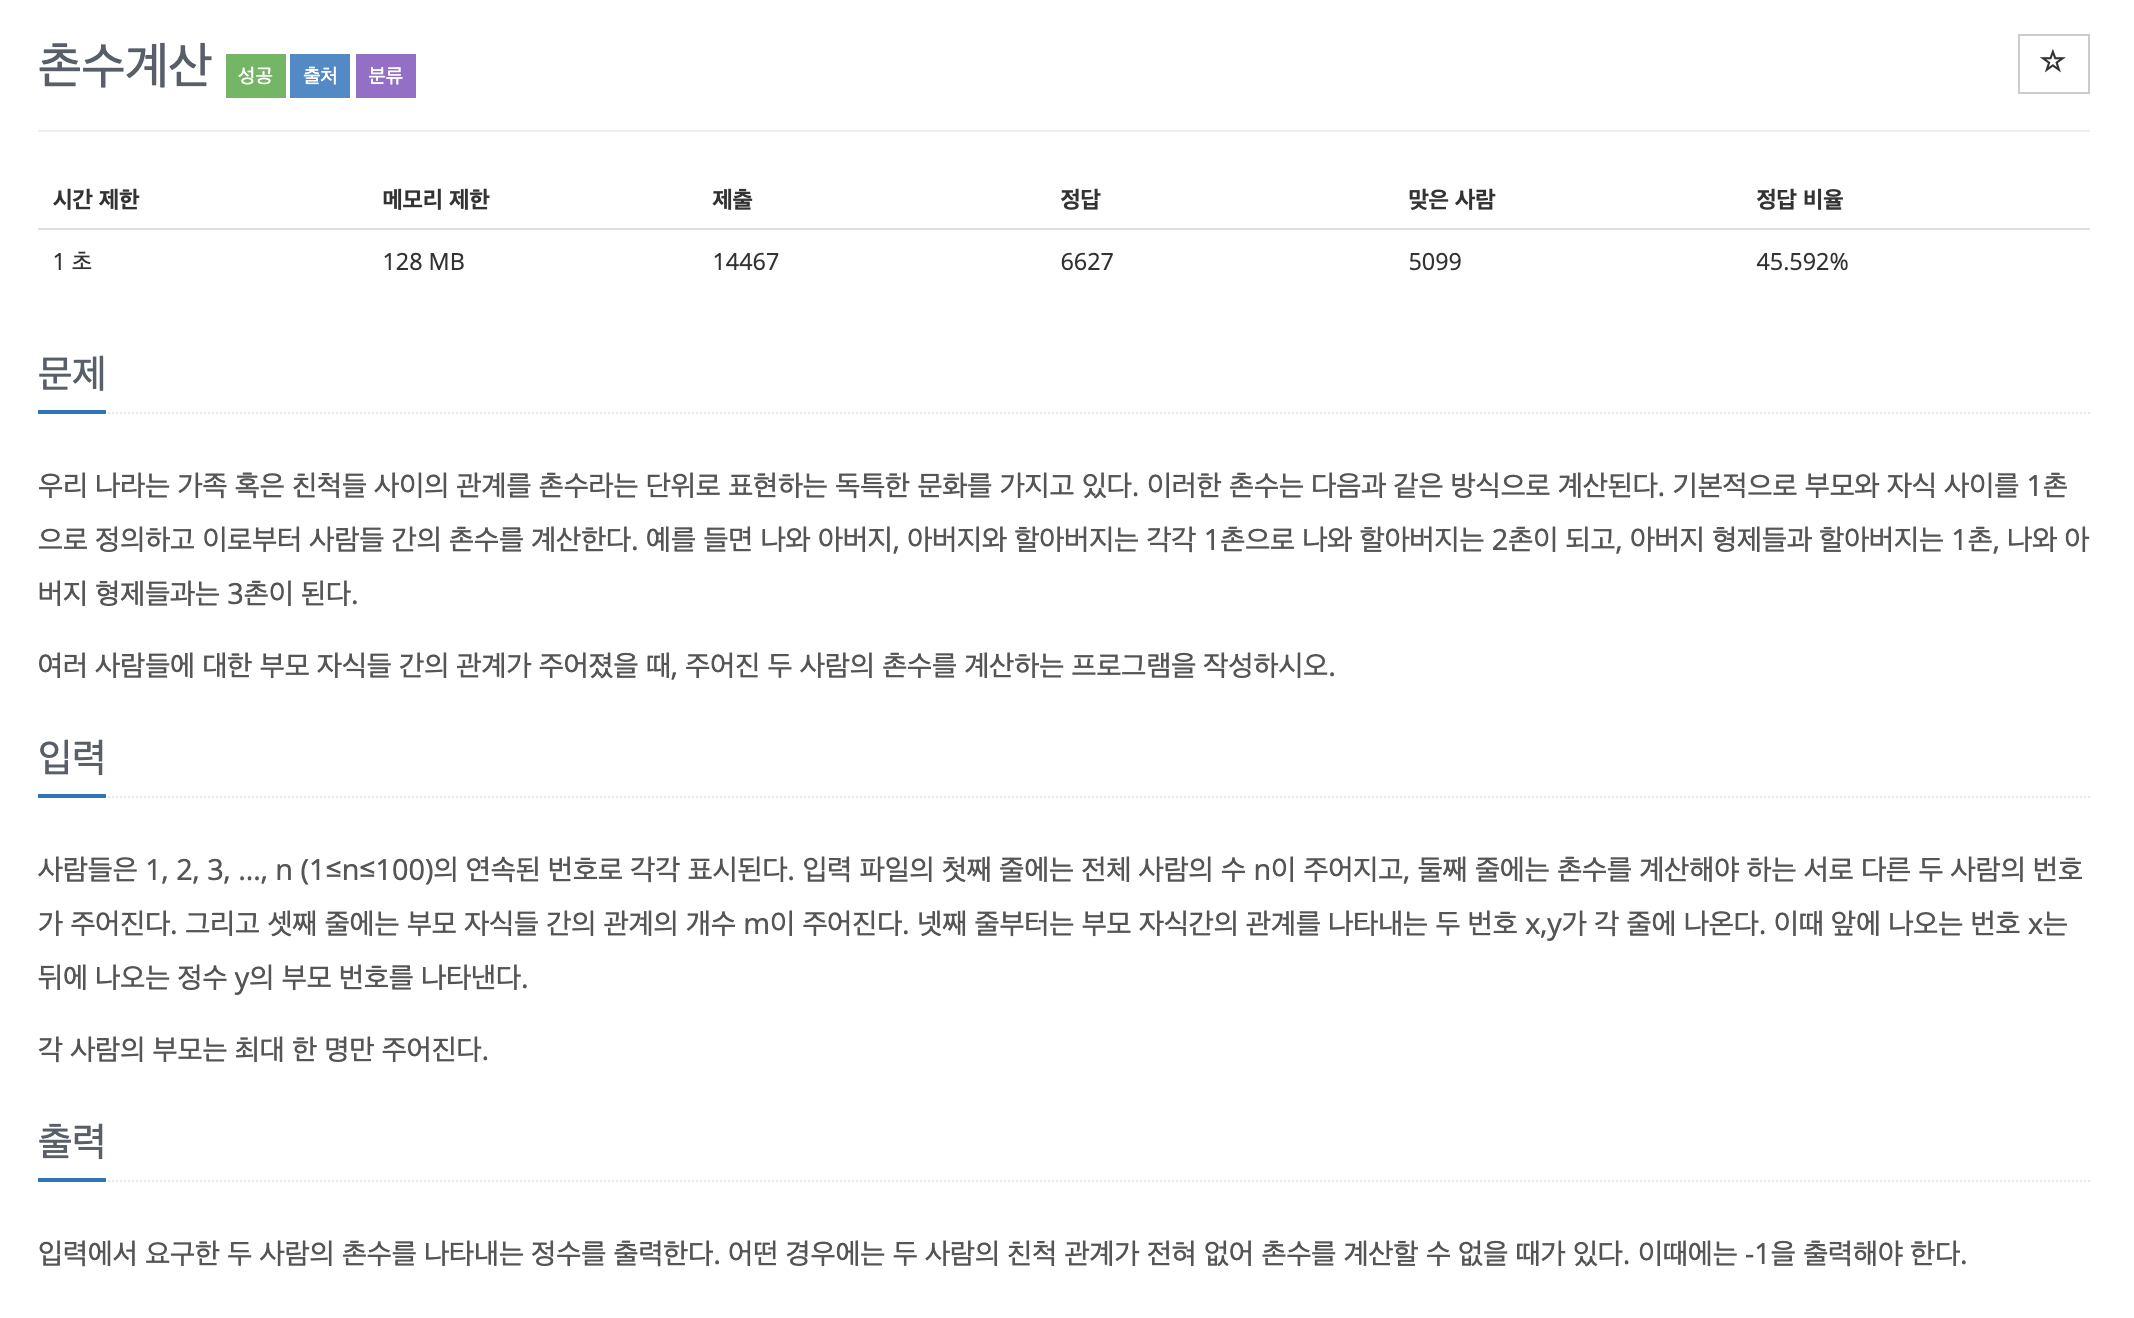 촌수계산 성공 출처 분류
☆
시간 제한 메모리 제한 제출 정답 맞은 사람 정답 비율
1 초 128 MB 14467 6627 5099 45.592%
문제
우리 나라는 가족 혹은 친척들 사이의 관계를 촌수라는 단위로 표현하는 독특한 문화를 가지고 있다. 이러한 촌수는 다음과 같은 방식으로 계산된다. 기본적으로 부모와 자식 사이를 1촌
으로 정의하고 이로부터 사람들 간의 촌수를 계산한다. 예를 들면 나와 아버지, 아버지와 할아버지는 각각 1촌으로 나와 할아버지는 2촌이 되고, 아버지 형제들과 할아버지는 1촌, 나와 아
버지 형제들과는 3촌이 된다.
여러 사람들에 대한 부모 자식들 간의 관계가 주어졌을 때, 주어진 두 사람의 촌수를 계산하는 프로그램을 작성하시오.
입력
사람들은 1, 2, 3, …, n (1≤n≤100)의 연속된 번호로 각각 표시된다. 입력 파일의 첫째 줄에는 전체 사람의 수 n이 주어지고, 둘째 줄에는 촌수를 계산해야 하는 서로 다른 두 사람의 번호
가 주어진다. 그리고 셋째 줄에는 부모 자식들 간의 관계의 개수 m이 주어진다. 넷째 줄부터는 부모 자식간의 관계를 나타내는 두 번호 x,y가 각 줄에 나온다. 이때 앞에 나오는 번호 x는
뒤에 나오는 정수 y의 부모 번호를 나타낸다.
각 사람의 부모는 최대 한 명만 주어진다.
출력
입력에서 요구한 두 사람의 촌수를 나타내는 정수를 출력한다. 어떤 경우에는 두 사람의 친척 관계가 전혀 없어 촌수를 계산할 수 없을 때가 있다. 이때에는 -1을 출력해야 한다.